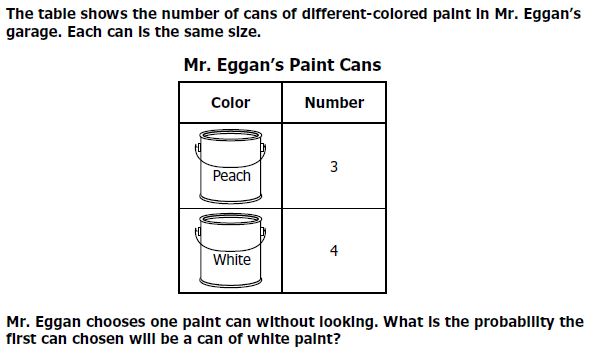 The table shows the number of cans of different-colored paint in Mr. Eggan's
garage. Each can is the same size.
Mr. Eggan's Paint Cans
Color Number
Peach 3
White 4
Mr. Eggan chooses one paint can without looking. What is the probability the
first can chosen will be a can of white paint?